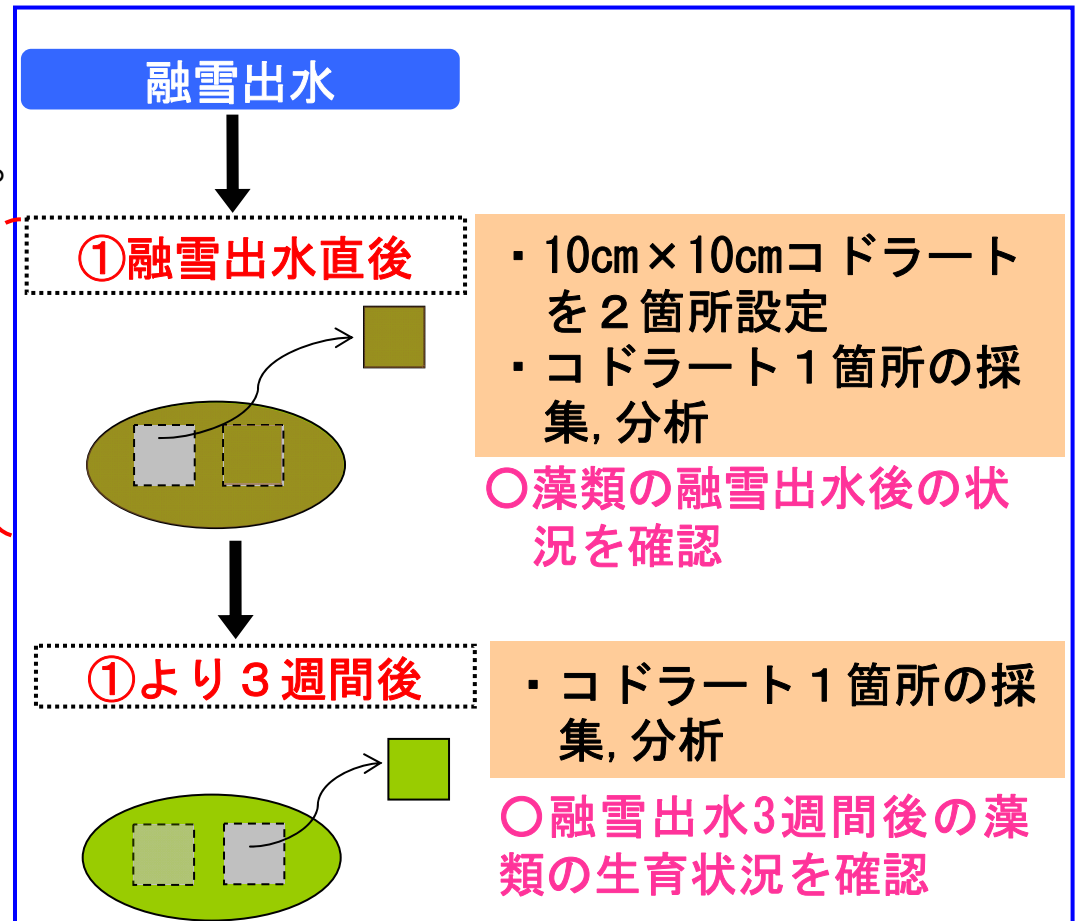 融雪出水
①融雪出水直後
・10cm×10cmコドラート
を２箇所設定
・コドラート１箇所の採
集,分析
○藻類の融雪出水後の状
況を確認
①より３週間後
・コドラート１箇所の採
集,分析
○融雪出水3週間後の藻
類の生育状況を確認